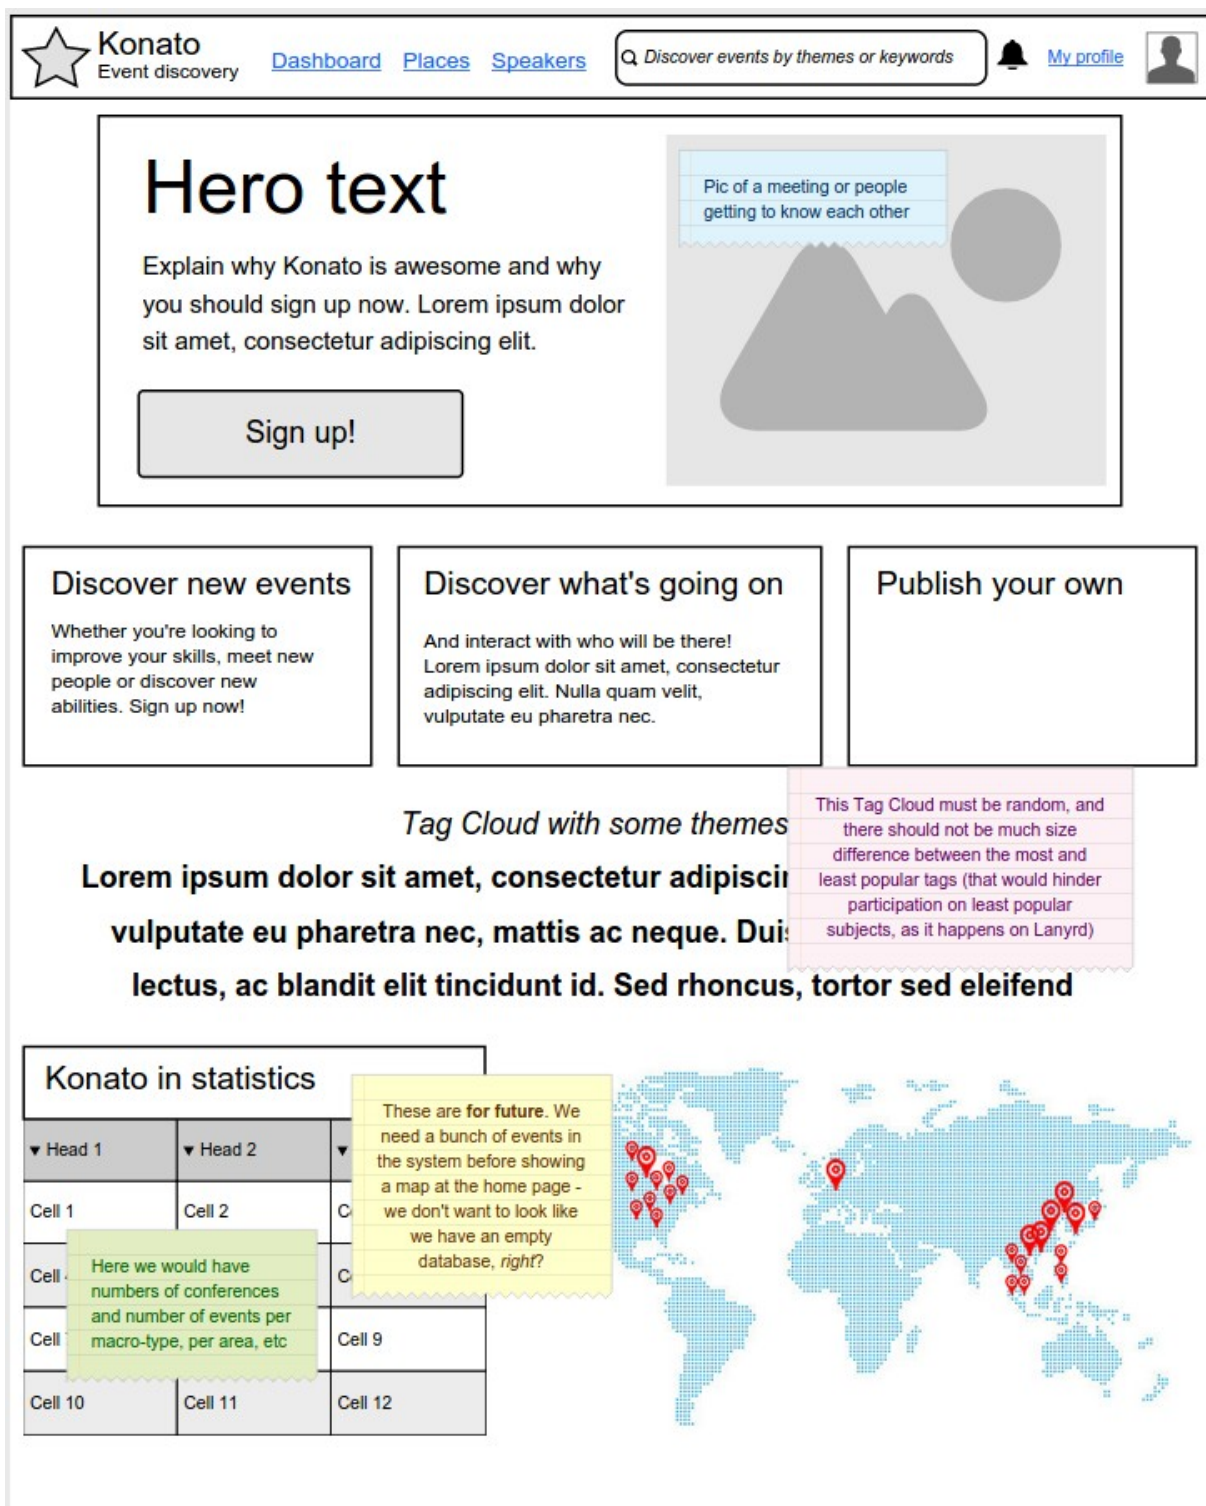 Konato
Event discovery
Dashboard Places Speakers
Discover events by themes or keywords
My profile
Hero text
Explain why Konato is awesome and why
you should sign up now. Lorem ipsum dolor
sit amet, consectetur adipiscing elit.
Sign up!
Pic of a meeting or people
getting to know each other
Discover new events
Whether you're looking to
improve your skills, meet new
people or discover new
abilities. Sign up now!
Discover what's going on
And interact with who will be there!
Lorem ipsum dolor sit amet, consectetur
adipiscing elit. Nulla quam velit,
vulputate eu pharetra nec.
Publish your own
Tag Cloud with some themes
Lorem ipsum dolor sit amet, consectetur
vulputate eu pharetra nec, mattis ac neque.
lectus, ac blandit elit tincidunt id. Sed rhoncus, tortor sed eleifend
This Tag Cloud must be random, and
there should not be much size
difference between the most and
least popular tags (that would hinder
participation on least popular
subjects, as it happens on Lanyrd)
Konato in statistics
Head 1 Head 2
Cell 1 Cell 2
Cell
Cell Cell 9
Cell 10 Cell 11 Cell 12
These are for future. We
need a bunch of events in
the system before showing
a map at the home page -
we don't want to look like
we have an empty
database, right?
Here we would have
numbers of conferences
and number of events per
macro-type, per area, etc